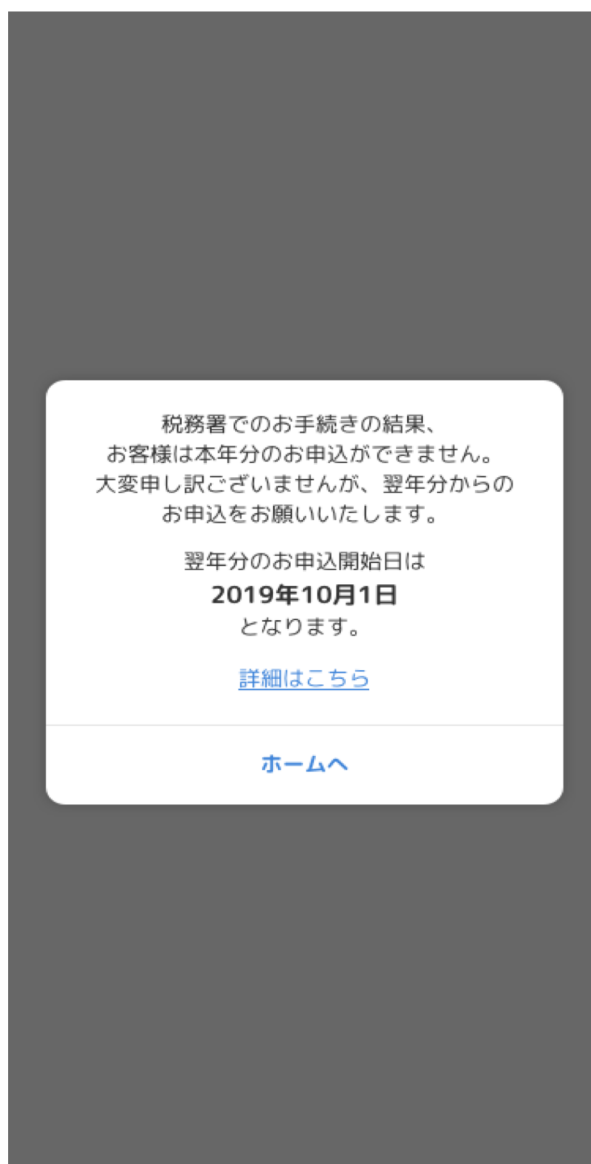 税務署でのお手続きの結果、
お客様は本年分のお申込ができません。
大変申し訳ございませんが、翌年分からの
お申込をお願いいたします。
翌年分のお申込開始日は
2019年10月1日
となります。
詳細はこちら
ホームへ